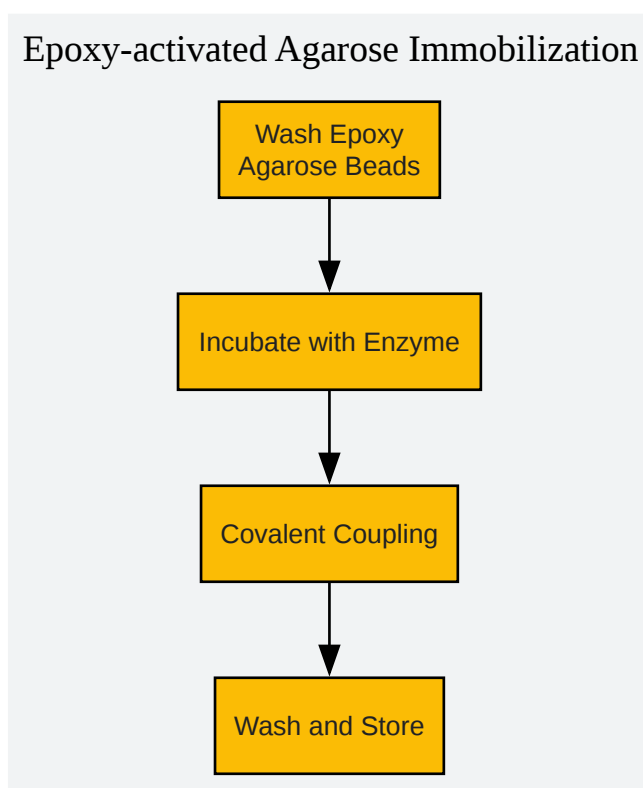 Epoxy-activated Agarose Immobilization
Wash Epoxy
Agarose Beads
Incubate with Enzyme
Covalent Coupling
Wash and Store